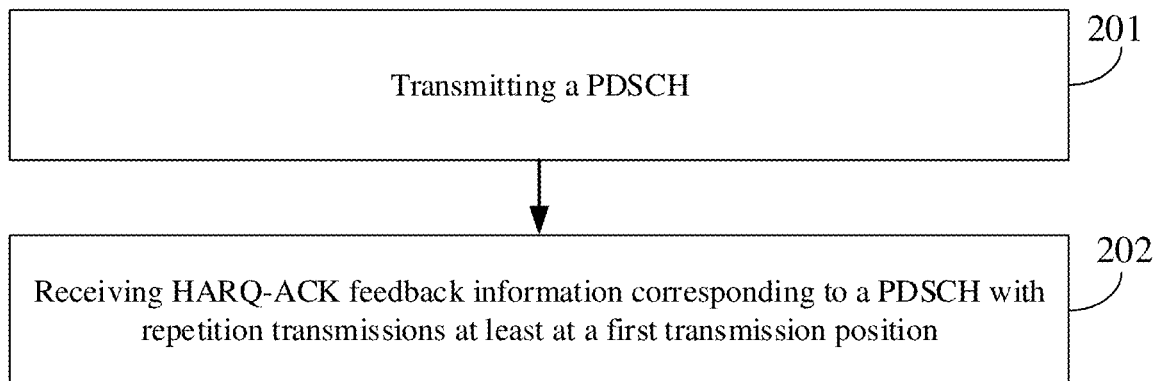 201
Transmitting a PDSCH
202
Receiving HARQ-ACK feedback information corresponding to a PDSCH with
repetition transmissions at least at a first transmission position